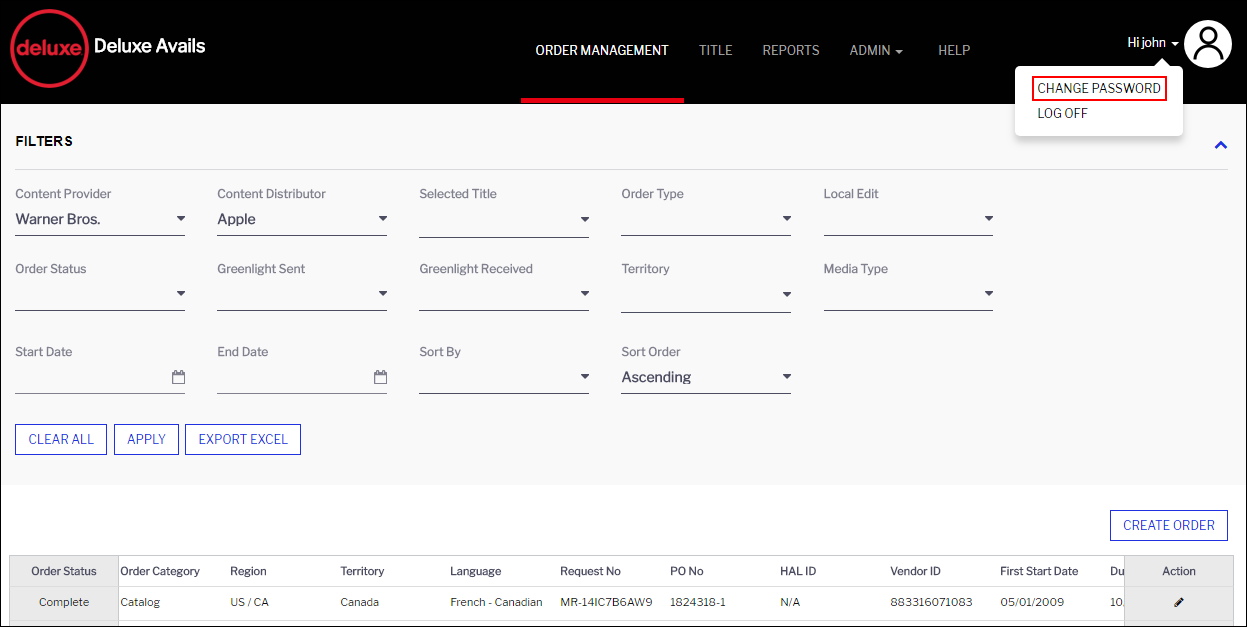 deluxe Deluxe Avails
ORDER MANAGEMENT TITLE REPORTS ADMIN HELP
Hi john
CHANGE PASSWORD
LOG OFF
FILTERS
Content Provider Content Distributor Selected Title Order Type Local Edit
Warner Bros. Apple
Order Status Greenlight Sent Greenlight Received Territory Media Type
Start Date End Date Sort By Sort Order
Ascending
CLEAR ALL APPLY EXPORT EXCEL
CREATE ORDER
Order Status Order Category Region Territory Language Request No PO No HAL ID Vendor ID First Start Date Du Action
Complete Catalog US / CA Canada French - Canadian MR-14IC7B6AW9 1824318-1 N/A 883316071083 05/01/2009 10